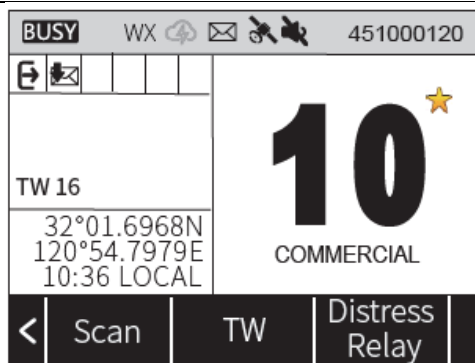 BUSY WX 451000120
TW 16
10
32°01.6968N
120°54.7979E
10:36 LOCAL
COMMERCIAL
< Scan TW Distress
Relay